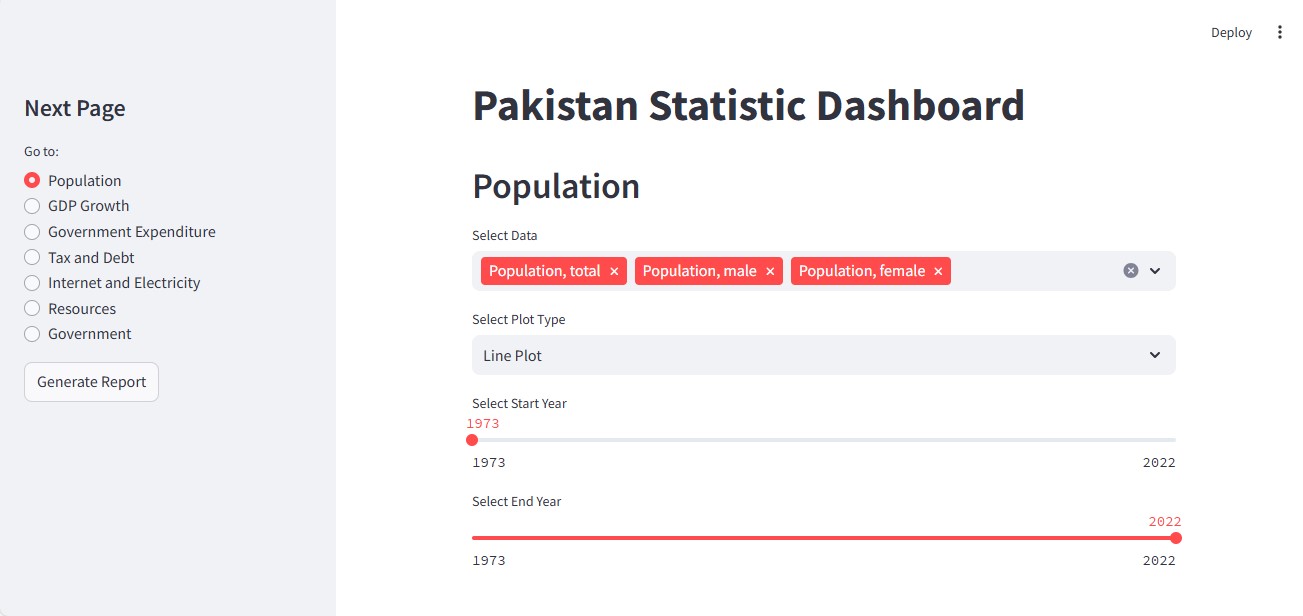 Deploy
Next Page
Go to:
Population
GDP Growth
Government Expenditure
Tax and Debt
Internet and Electricity
Resources
Government
Generate Report
Pakistan Statistic Dashboard
Population
Select Data
Population, total × Population, male × Population, female ×
Select Plot Type
Line Plot
Select Start Year
1973
1973 2022
Select End Year
2022
1973 2022